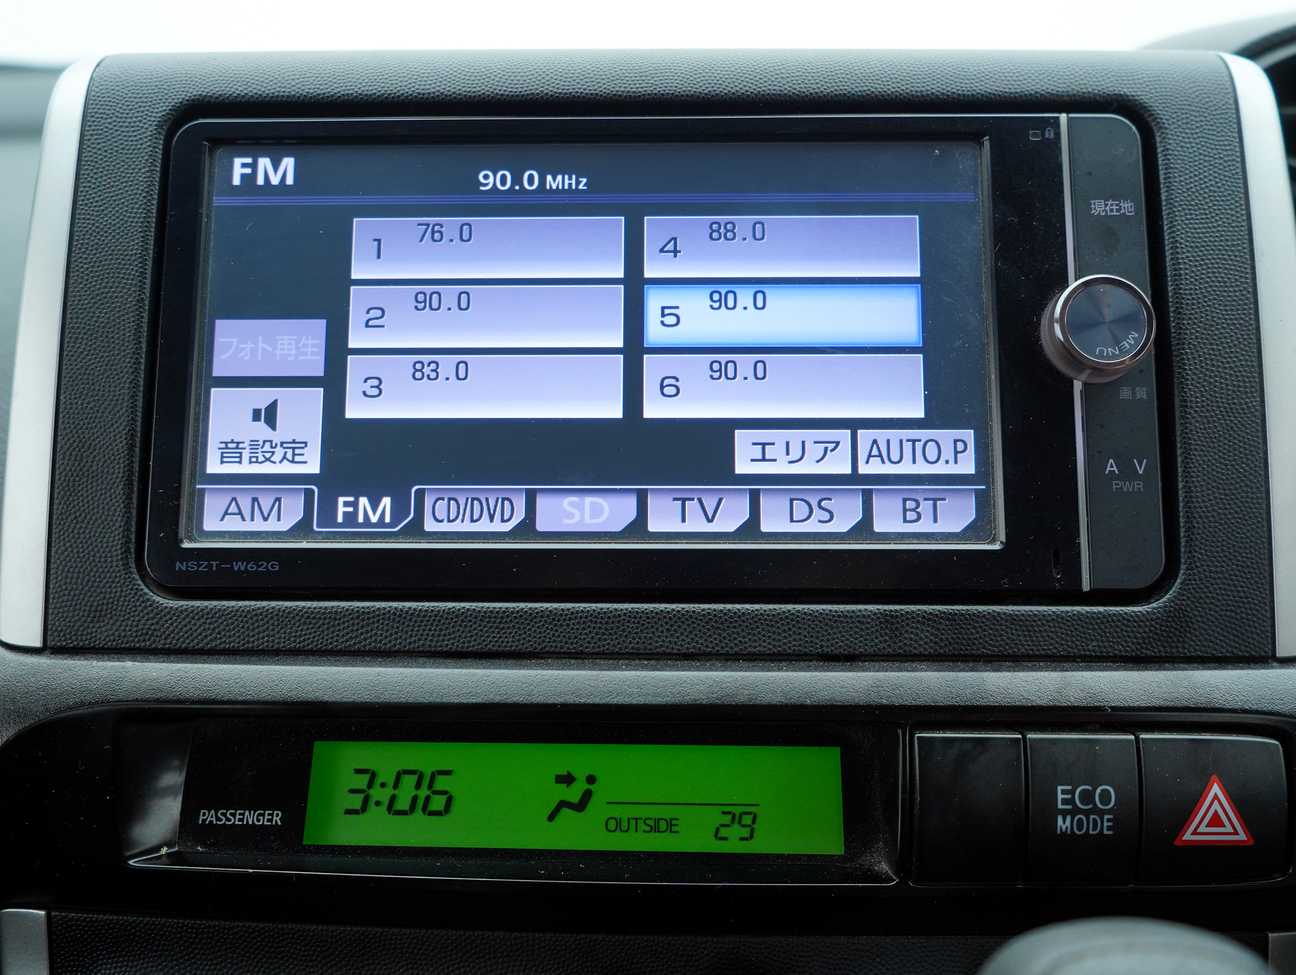 FM
90.0 MHz
1 76.0
4 88.0
2 90.0
5 90.0
3 83.0
6 90.0
フォト再生
音設定
エリア
AUTO.P
AM
FM
CD/DVD
SD
TV
DS
BT
NSZT-W62G
現在地
MENU
画質
A V
PWR
PASSENGER
3:06
OUTSIDE 29
ECO
MODE